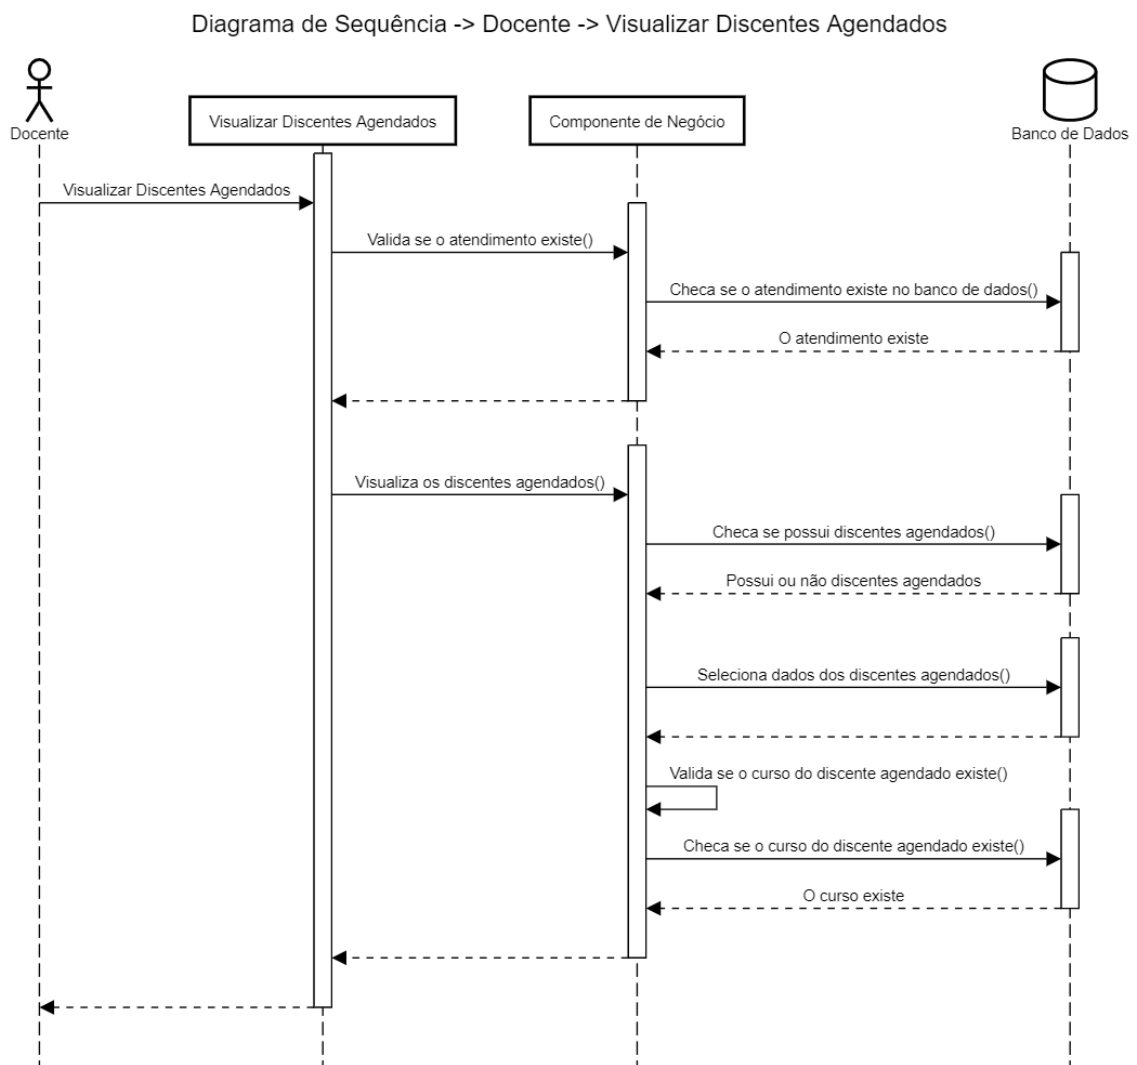 Diagrama de Sequência -> Docente -> Visualizar Discentes Agendados
Docente
Visualizar Discentes Agendados
Componente de Negócio
Banco de Dados
Visualizar Discentes Agendados
Valida se o atendimento existe()
Checa se o atendimento existe no banco de dados()
O atendimento existe
Visualiza os discentes agendados()
Checa se possui discentes agendados()
Possui ou não discentes agendados
Seleciona dados dos discentes agendados()
Valida se o curso do discente agendado existe()
Checa se o curso do discente agendado existe()
O curso existe